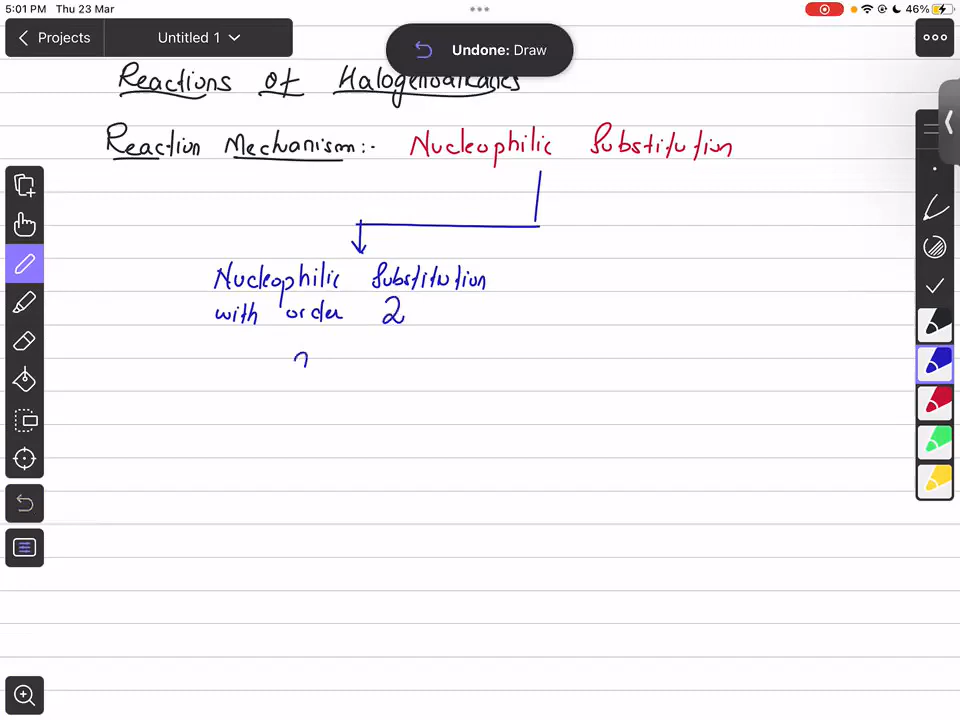 5:01 PM Thu 23 Mar
46%
Projects
Untitled 1
Undone: Draw
Reactions of Halogenoalkanes
Reaction Mechanism:- Nucleophilic Substitution
Nucleophilic Substitution
with order 2